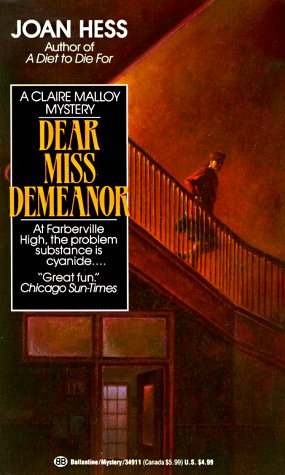 JOAN HESS
Author of
A Diet to Die For
A CLAIRE MALLOY
MYSTERY
DEAR
MISS
DEMEANOR
At Farberville
High, the problem
substance is
cyanide....
"Great fun."
Chicago Sun-Times
BB
Ballantine/Mystery/34911 (Canada $5.99) U.S. $4.99